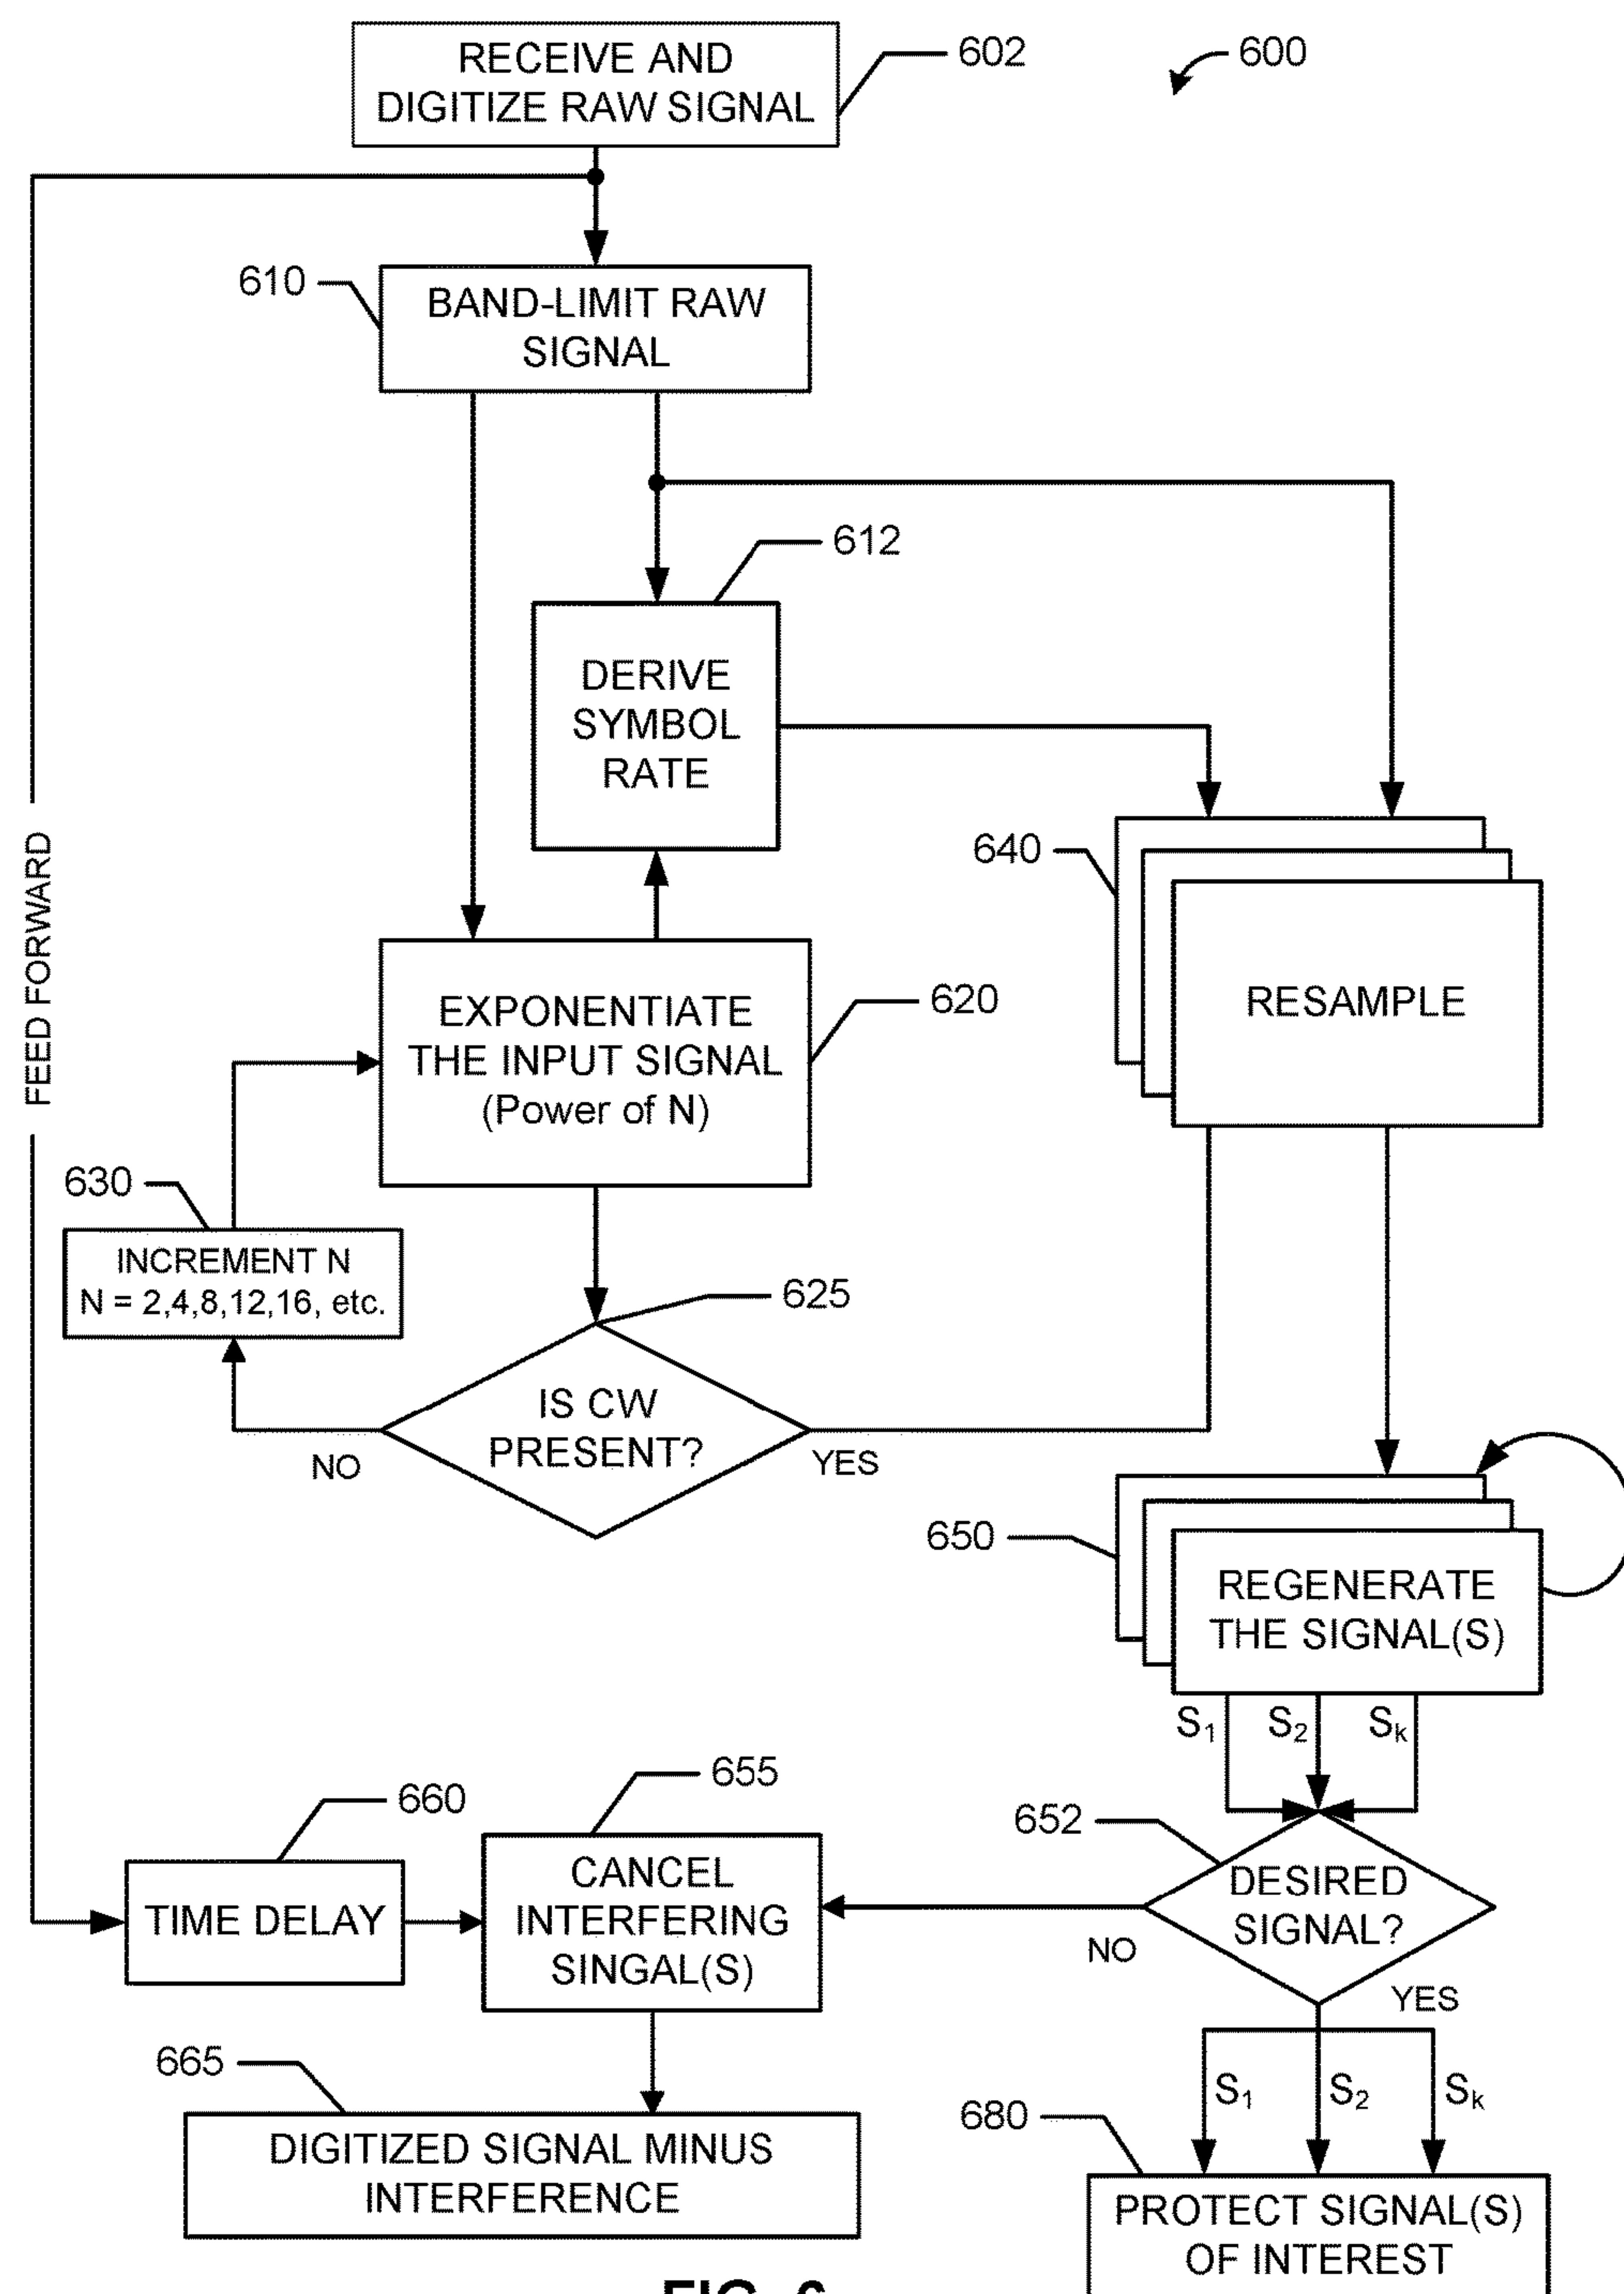 RECEIVE AND
DIGITIZE RAW SIGNAL
602
600
610
BAND-LIMIT RAW
SIGNAL
612
DERIVE
SYMBOL
RATE
FEED FORWARD
640
RESAMPLE
EXPONENTIATE
THE INPUT SIGNAL
(Power of N)
620
630
INCREMENT N
N = 2,4,8,12,16, etc.
625
IS CW
PRESENT?
NO
YES
650
REGENERATE
THE SIGNAL(S)
S1
S2
Sk
655
660
652
CANCEL
INTERFERING
SINGAL(S)
TIME DELAY
DESIRED
SIGNAL?
NO
YES
665
DIGITIZED SIGNAL MINUS
INTERFERENCE
S1
S2
Sk
680
PROTECT SIGNAL(S)
OF INTEREST